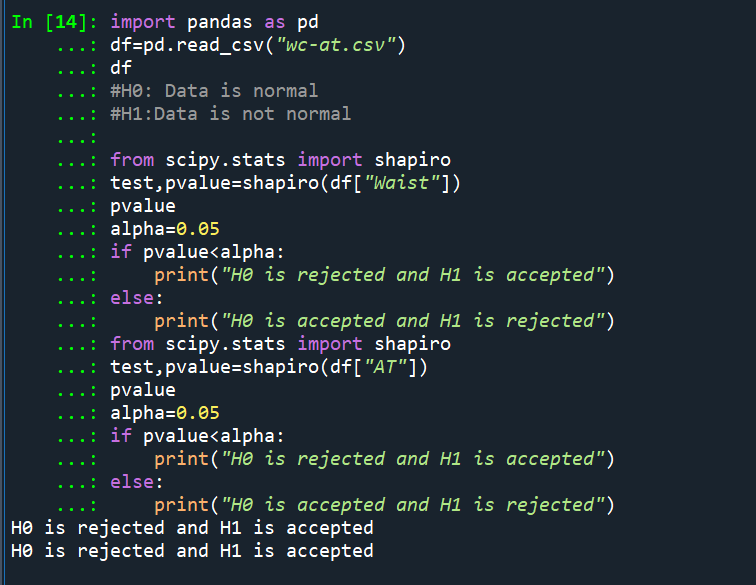 In [14]: import pandas as pd
    ...: df=pd.read_csv("wc-at.csv")
    ...: df
    ...: #H0: Data is normal
    ...: #H1:Data is not normal
    ...:
    ...: from scipy.stats import shapiro
    ...: test,pvalue=shapiro(df["Waist"])
    ...: pvalue
    ...: alpha=0.05
    ...: if pvalue<alpha:
    ...:     print("H0 is rejected and H1 is accepted")
    ...: else:
    ...:     print("H0 is accepted and H1 is rejected")
    ...: from scipy.stats import shapiro
    ...: test,pvalue=shapiro(df["AT"])
    ...: pvalue
    ...: alpha=0.05
    ...: if pvalue<alpha:
    ...:     print("H0 is rejected and H1 is accepted")
    ...: else:
    ...:     print("H0 is accepted and H1 is rejected")
H0 is rejected and H1 is accepted
H0 is rejected and H1 is accepted